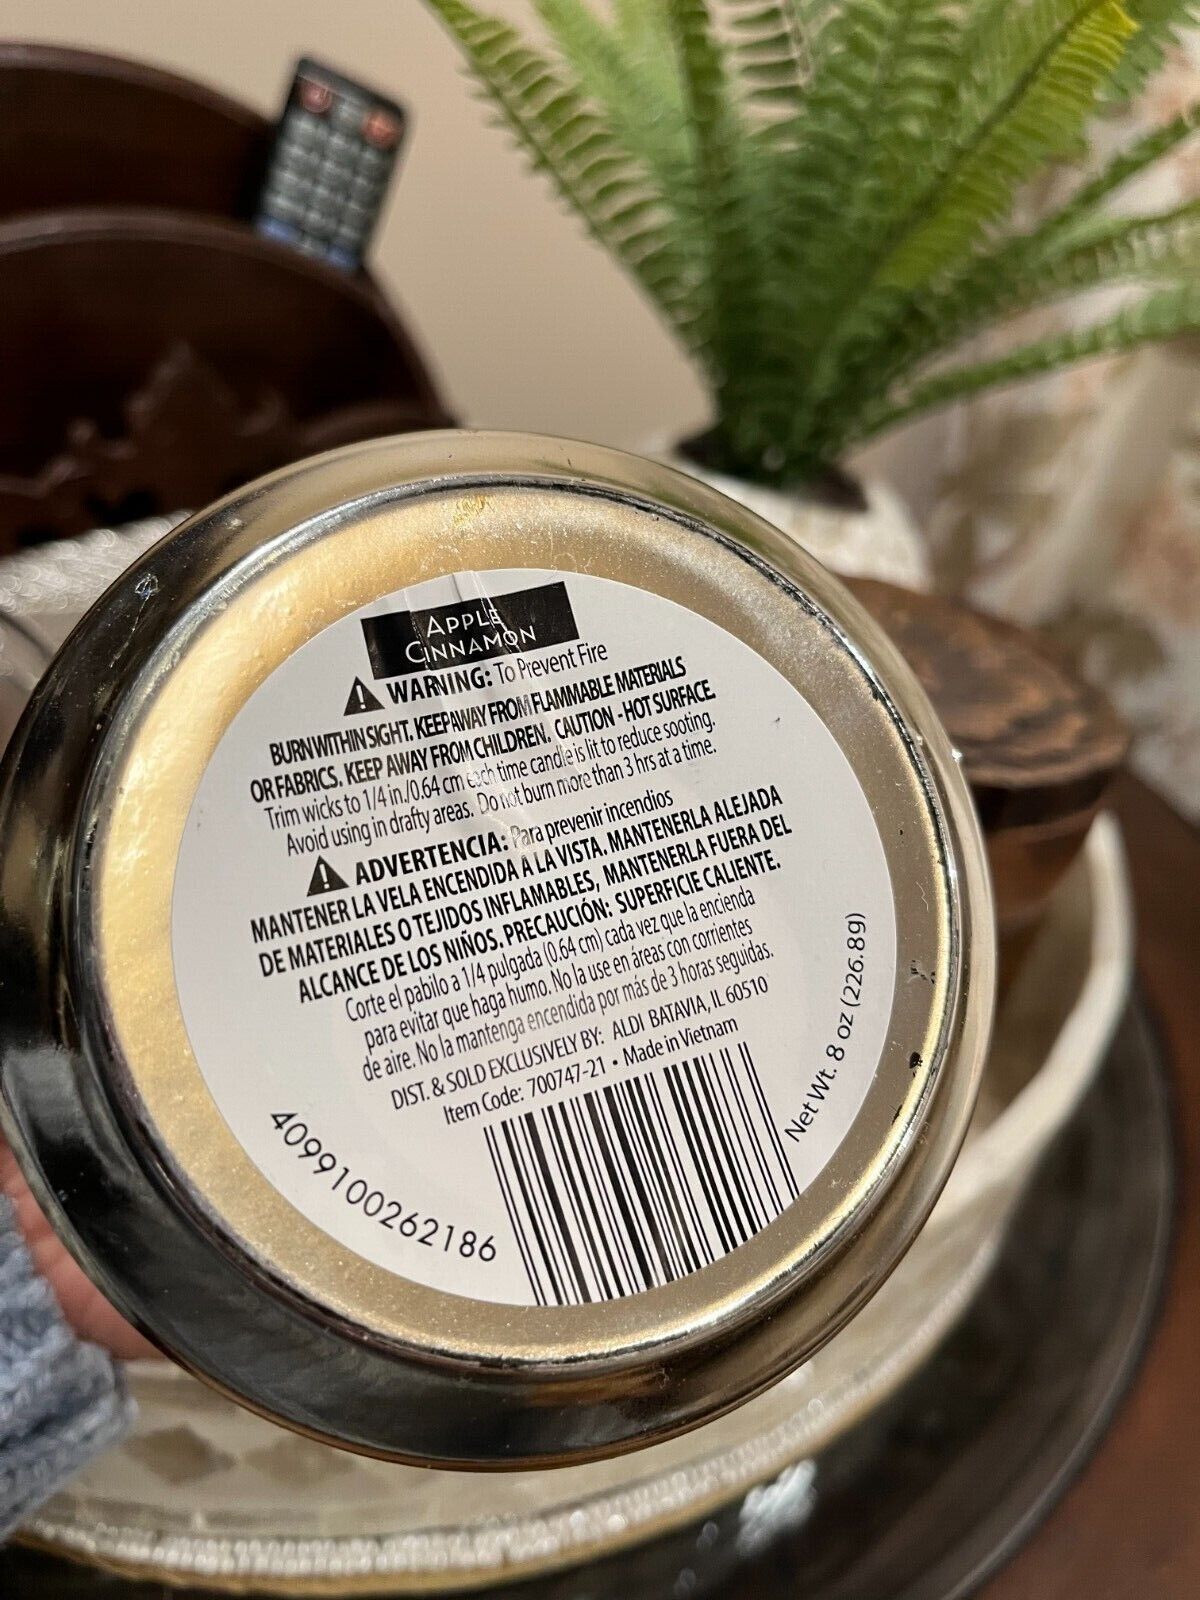 APPLE
CINNAMON
WARNING: To Prevent Fire
BURN WITHIN SIGHT. KEEP AWAY FROM FLAMMABLE MATERIALS
OR FABRICS. KEEP AWAY FROM CHILDREN. CAUTION - HOT SURFACE.
Trim wicks to 1/4 in./0.64 cm each time candle is lit to reduce sooting.
Avoid using in drafty areas. Do not burn more than 3 hrs at a time.
ADVERTENCIA: Para prevenir incendios
MANTENER LA VELA ENCENDIDA A LA VISTA. MANTENERLA ALEJADA
DE MATERIALES O TEJIDOS INFLAMABLES, MANTENERLA FUERA DEL
ALCANCE DE LOS NIÑOS. PRECAUCIÓN: SUPERFICIE CALIENTE.
Corte el pabilo a 1/4 pulgada (0.64 cm) cada vez que la encienda
para evitar que haga humo. No la use en áreas con corrientes
de aire. No la mantenga encendida por más de 3 horas seguidas.
DIST. & SOLD EXCLUSIVELY BY: ALDI BATAVIA, IL 60510
Item Code: 700747-21 • Made in Vietnam
4099100262186
Net Wt. 8 oz (226.8g)